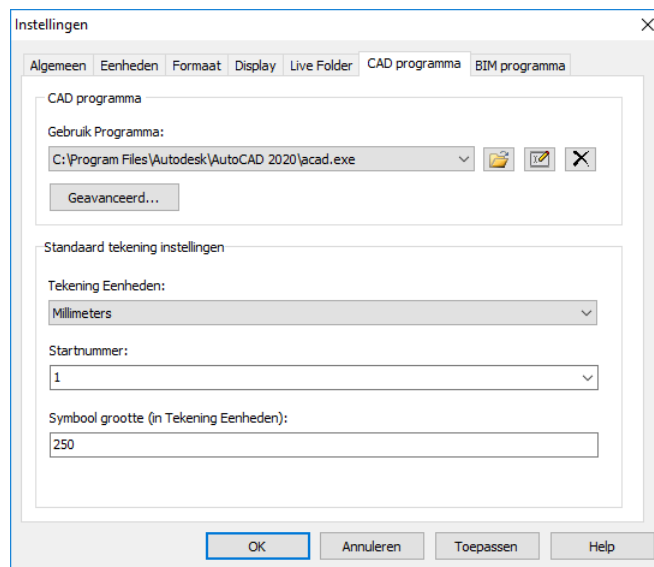 Instellingen
Algemeen Eenheden Formaat Display Live Folder CAD programma BIM programma
CAD programma
Gebruik Programma:
C:\Program Files\Autodesk\AutoCAD 2020\acad.exe
Geavanceerd...
Standaard tekening instellingen
Tekening Eenheden:
Millimeters
Startnummer:
1
Symbool grootte (in Tekening Eenheden):
250
OK Annuleren Toepassen Help